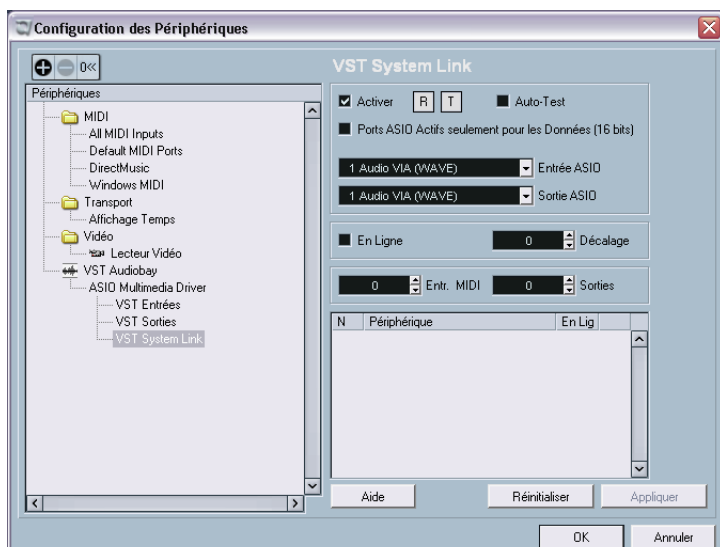 Configuration des Périphériques
0<<
Périphériques
MIDI
All MIDI Inputs
Default MIDI Ports
DirectMusic
Windows MIDI
Transport
Affichage Temps
Vidéo
Lecteur Vidéo
VST Audiobay
ASIO Multimedia Driver
VST Entrées
VST Sorties
VST System Link
VST System Link
Activer R T Auto-Test
Ports ASIO Actifs seulement pour les Données (16 bits)
1 Audio VIA (WAVE) Entrée ASIO
1 Audio VIA (WAVE) Sortie ASIO
En Ligne 0 Décalage
0 Entr. MIDI 0 Sorties
N Périphérique En Lig
Aide Réinitialiser Appliquer
OK Annuler